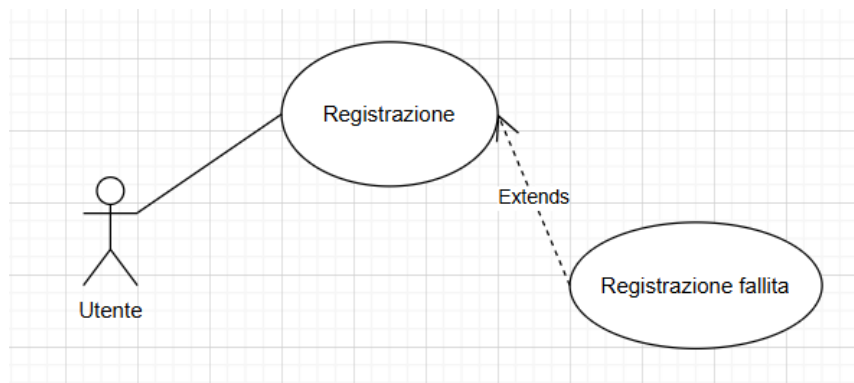 Registrazione
Extends
Registrazione fallita
Utente